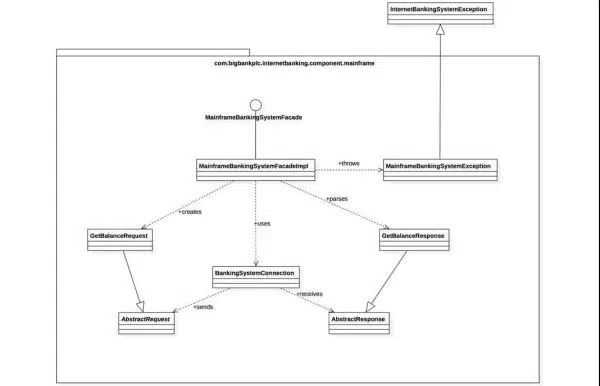 InternetBankingSystemException
com.bigbankplc.internetbanking.component.mainframe
MainframeBankingSystemFacade
MainframeBankingSystemFacadeImpl
+throws
MainframeBankingSystemException
+creates
+uses
+parses
GetBalanceRequest
GetBalanceResponse
BankingSystemConnection
+sends
+receives
AbstractRequest
AbstractResponse